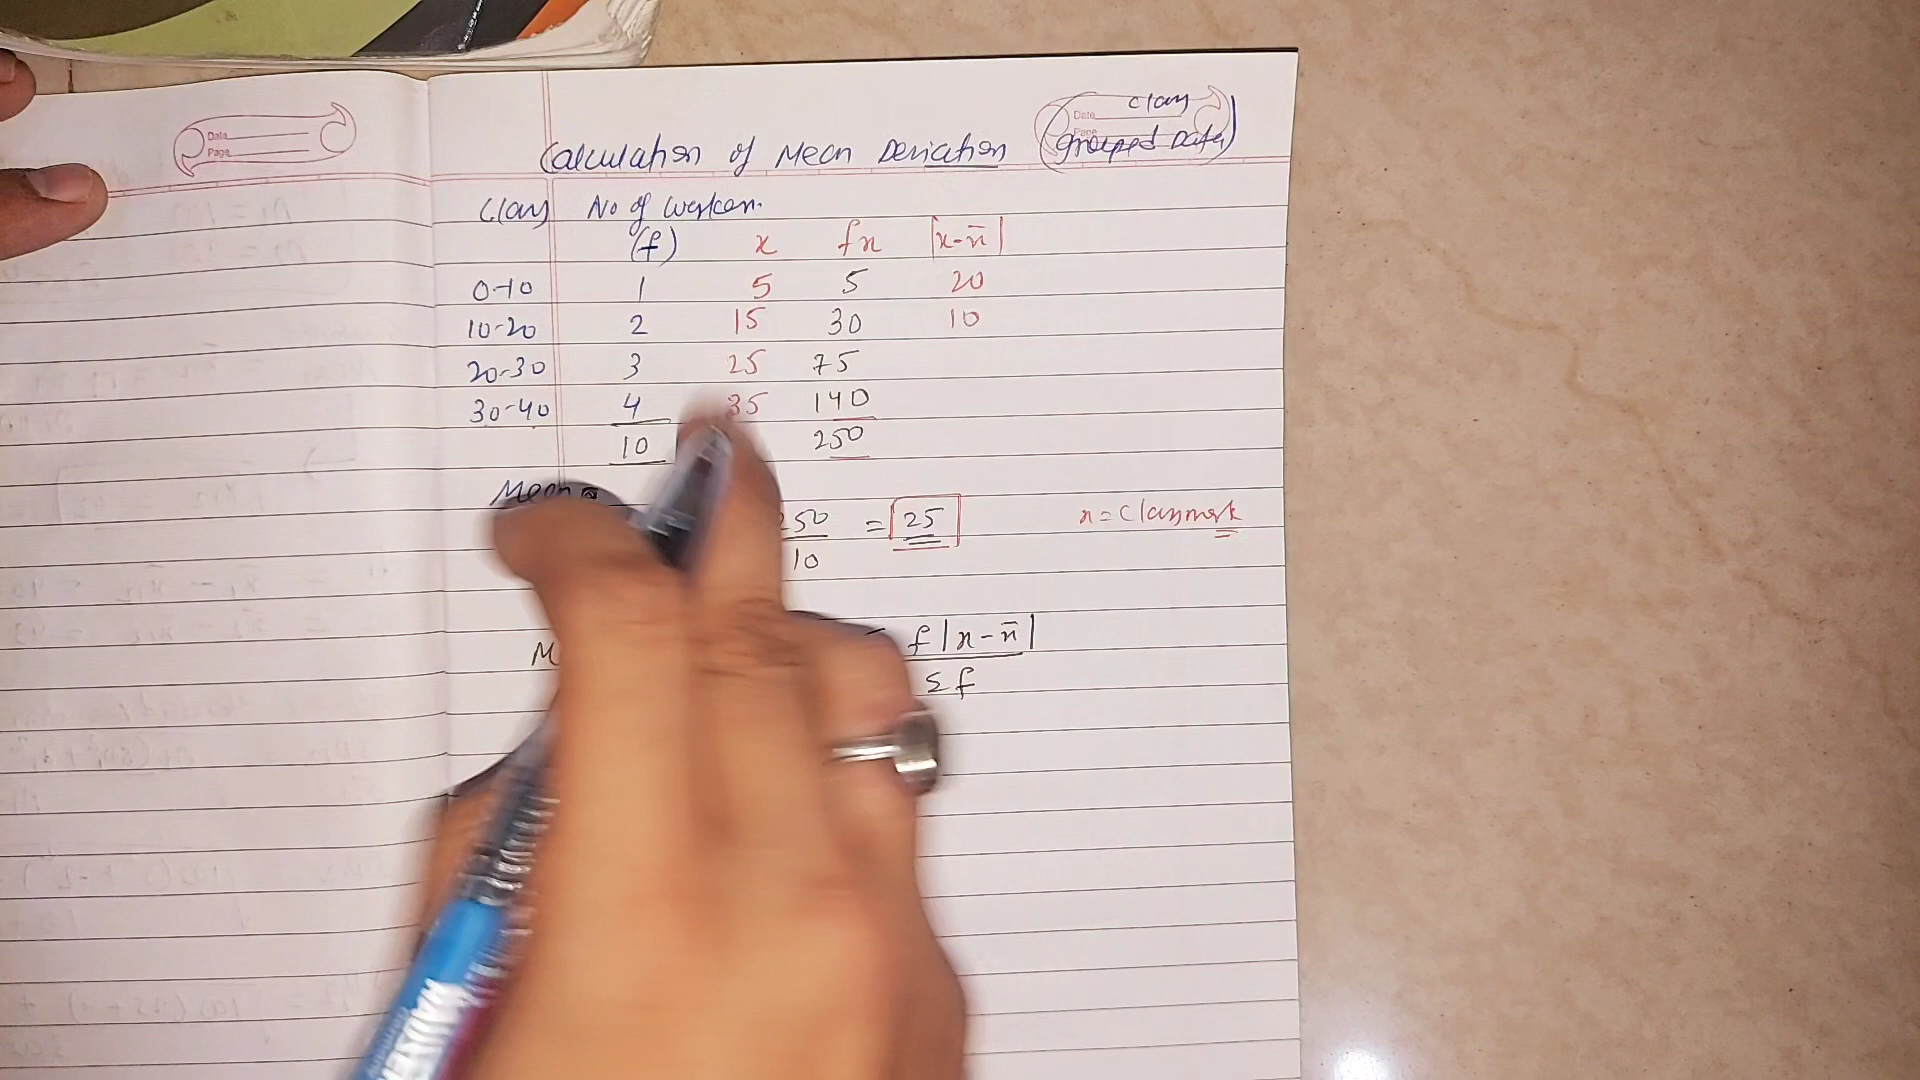 Date
Page
Date
Page
class
Calculation of Mean Deviation (grouped Data)
Class No of workers.
(f) x fx |x-x̄|
0-10 1 5 5 20
10-20 2 15 30 10
20-30 3 25 75
30-40 4 35 140
10 250
Mean =
250 = 25 x = Class mark
10
M f|x-x̄|
Σf